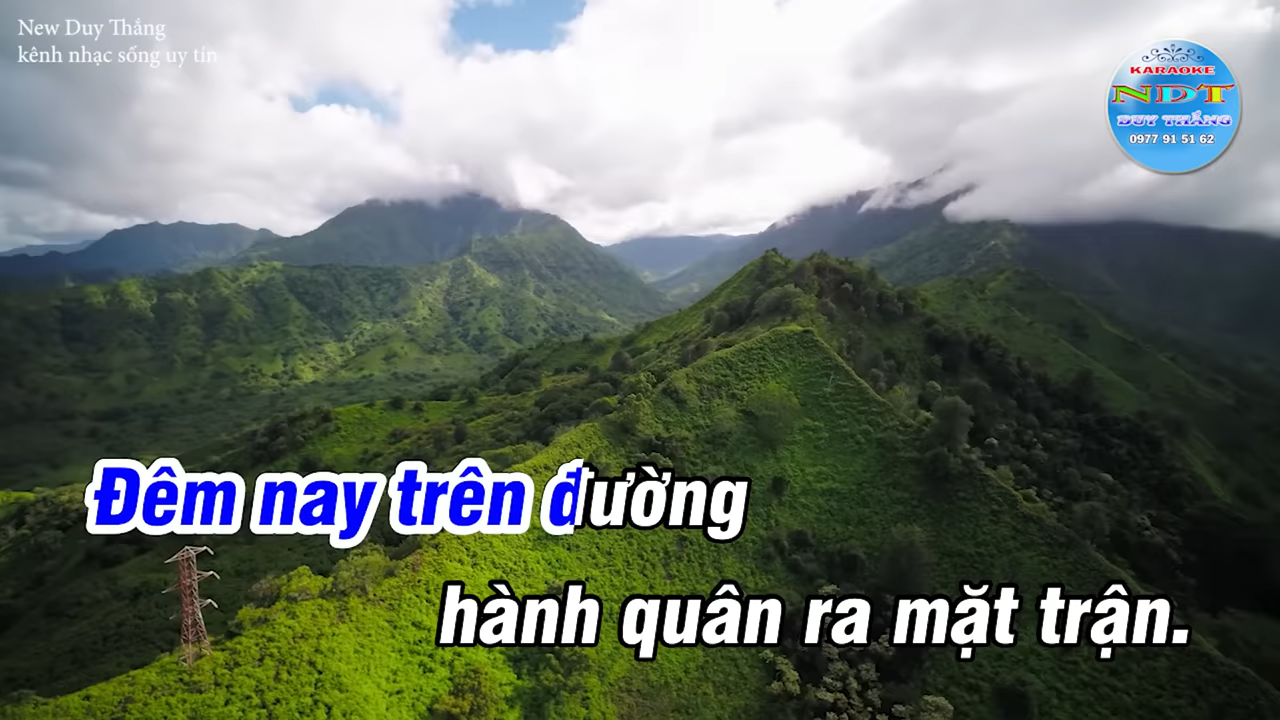 New Duy Thắng
kênh nhạc sống uy tín
KARAOKE
NDT
DUY THẮNG
0977 91 51 62
Đêm nay trên đường
hành quân ra mặt trận.